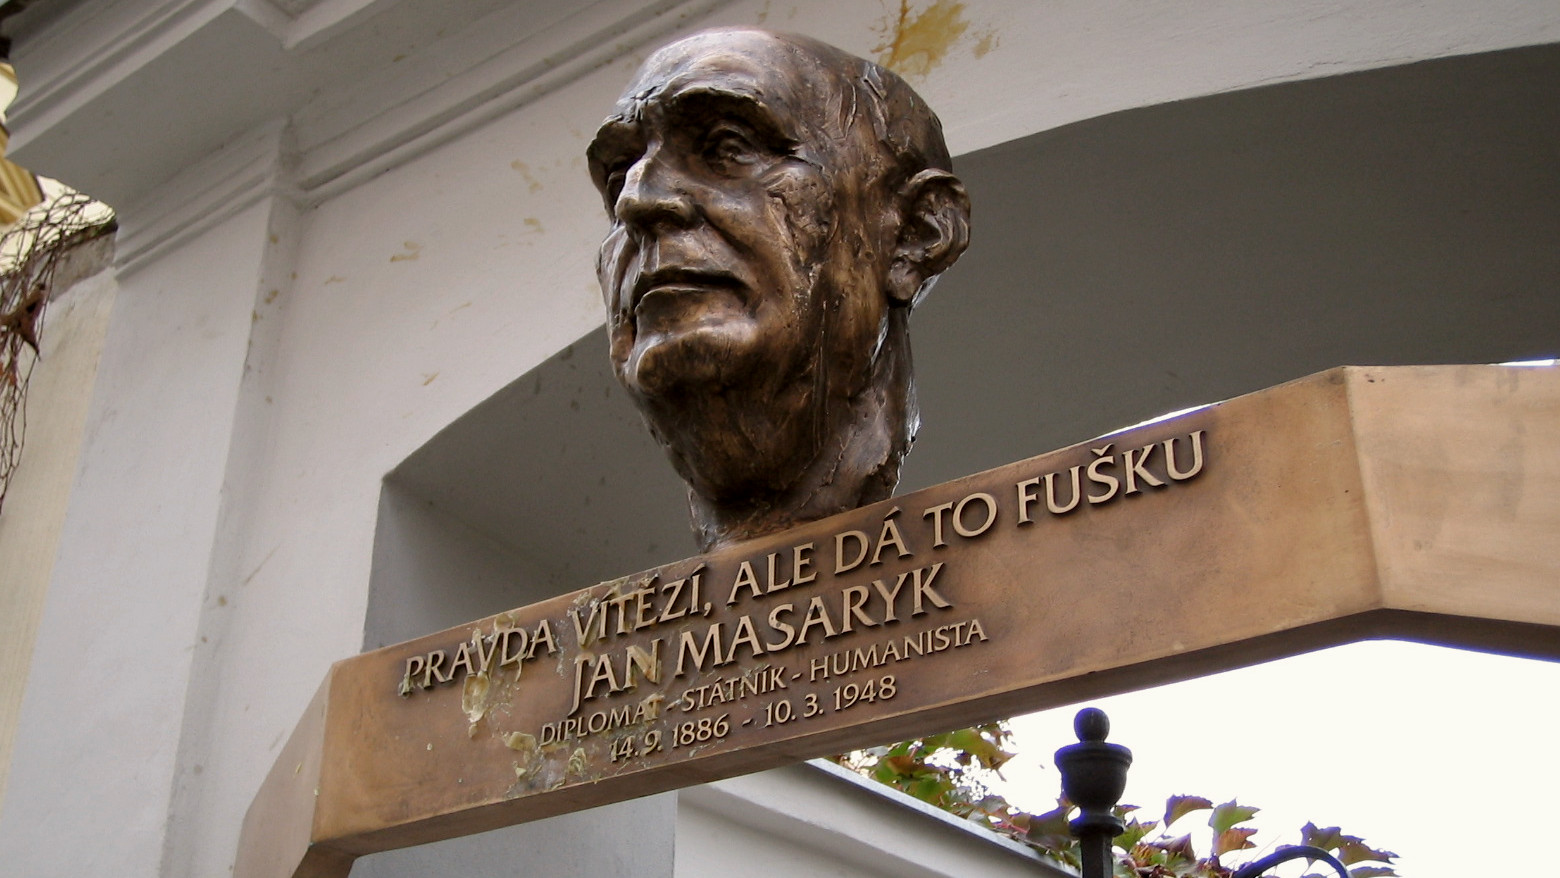 PRAVDA VÍTĚZÍ, ALE DÁ TO FUŠKU
JAN MASARYK
DIPLOMAT - STÁTNÍK - HUMANISTA
14. 9. 1886 - 10. 3. 1948